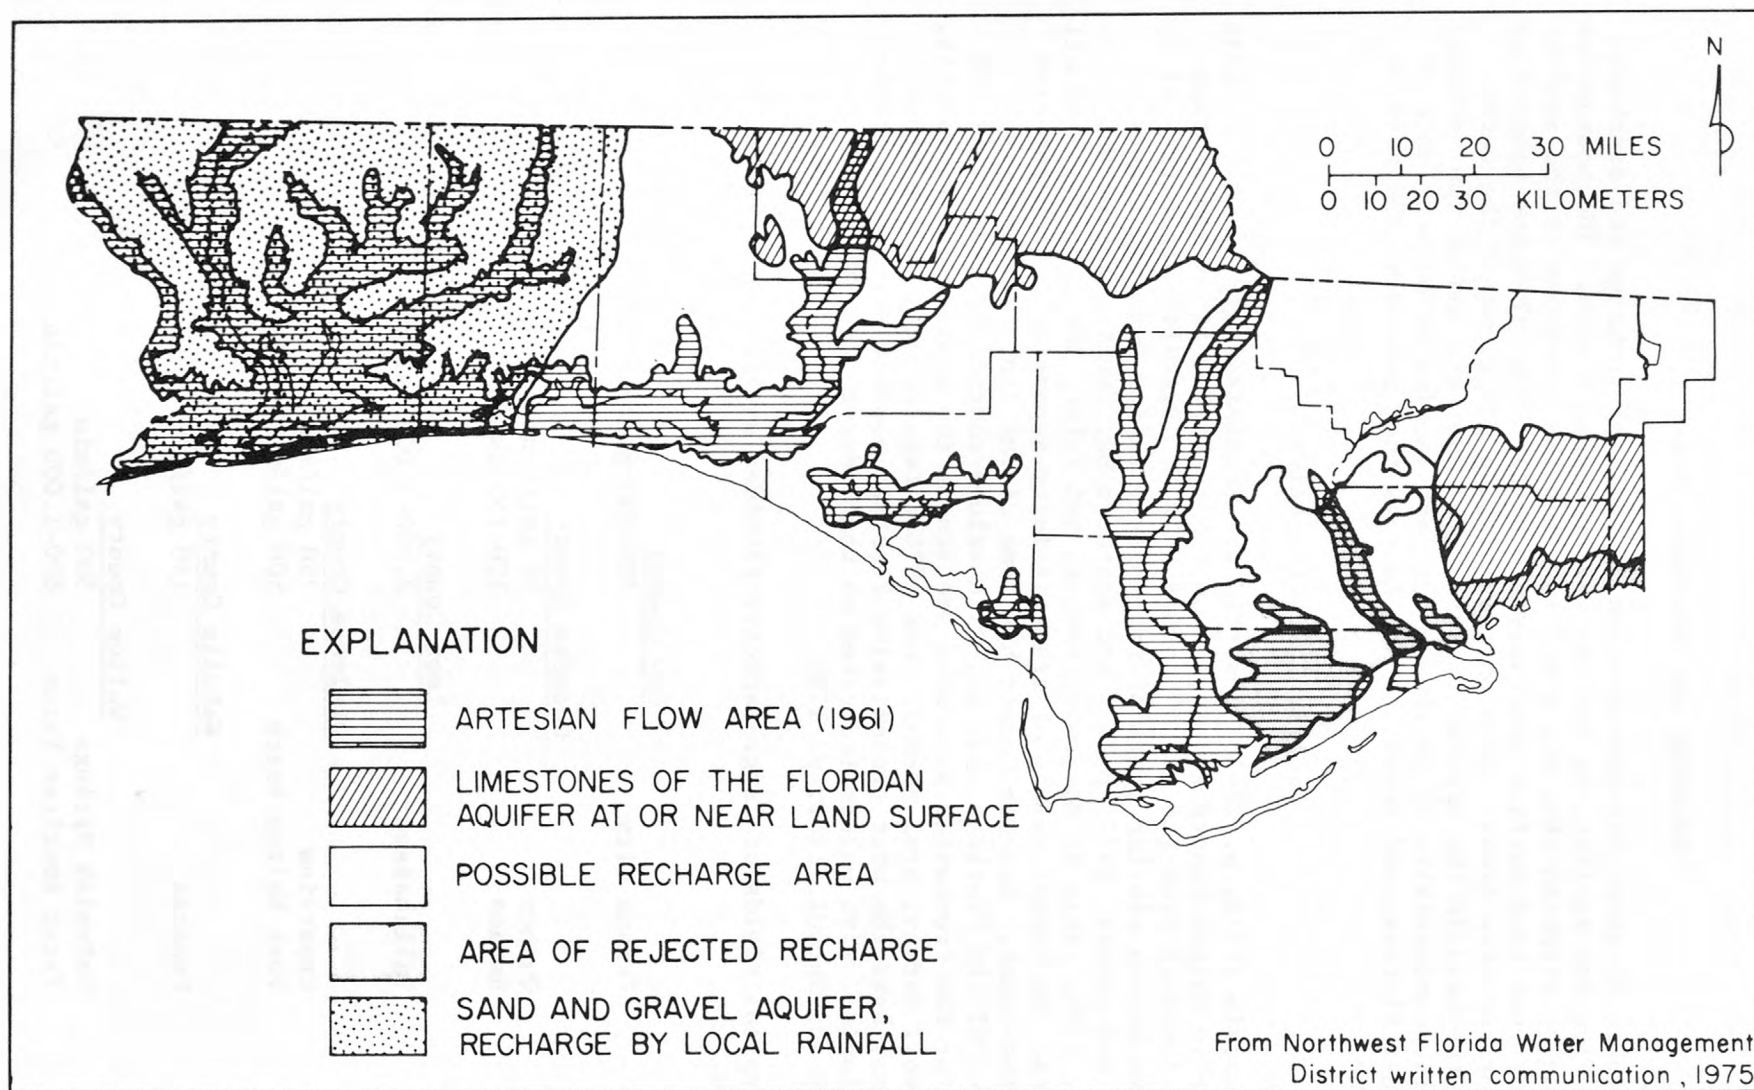 N
0 10 20 30 MILES
0 10 20 30 KILOMETERS
EXPLANATION
ARTESIAN FLOW AREA (1961)
LIMESTONES OF THE FLORIDAN
AQUIFER AT OR NEAR LAND SURFACE
POSSIBLE RECHARGE AREA
AREA OF REJECTED RECHARGE
SAND AND GRAVEL AQUIFER,
RECHARGE BY LOCAL RAINFALL
From Northwest Florida Water Management
District written communication, 1975